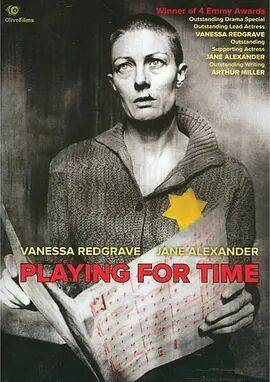 OliveFilms
Winner of 4 Emmy Awards
Outstanding Drama Special
Outstanding Lead Actress
VANESSA REDGRAVE
Outstanding
Supporting Actress
JANE ALEXANDER
Outstanding Writing
ARTHUR MILLER
VANESSA REDGRAVE JANE ALEXANDER
PLAYING FOR TIME